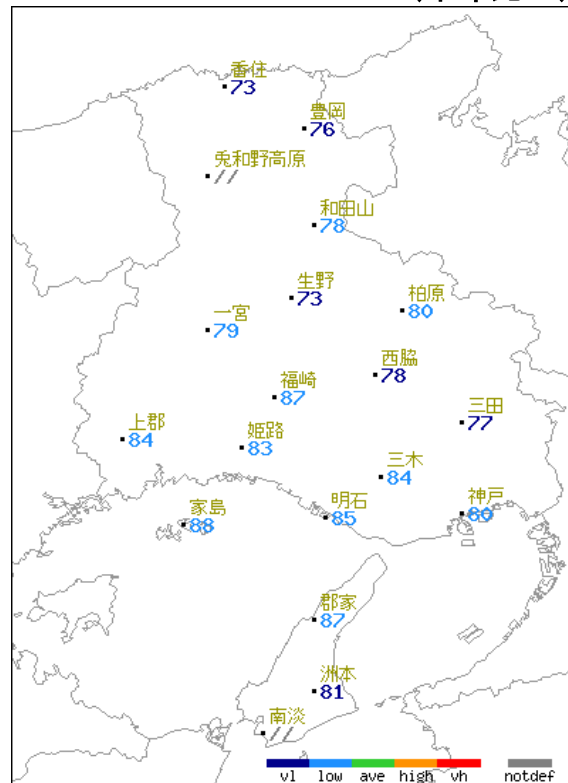 香住
73
豊岡
76
兎和野高原
//
和田山
78
生野
73
柏原
80
一宮
79
西脇
78
福崎
87
三田
77
上郡
84
姫路
83
三木
84
家島
88
明石
85
神戸
80
郡家
87
洲本
81
南淡
//
vl low ave high vh notdef